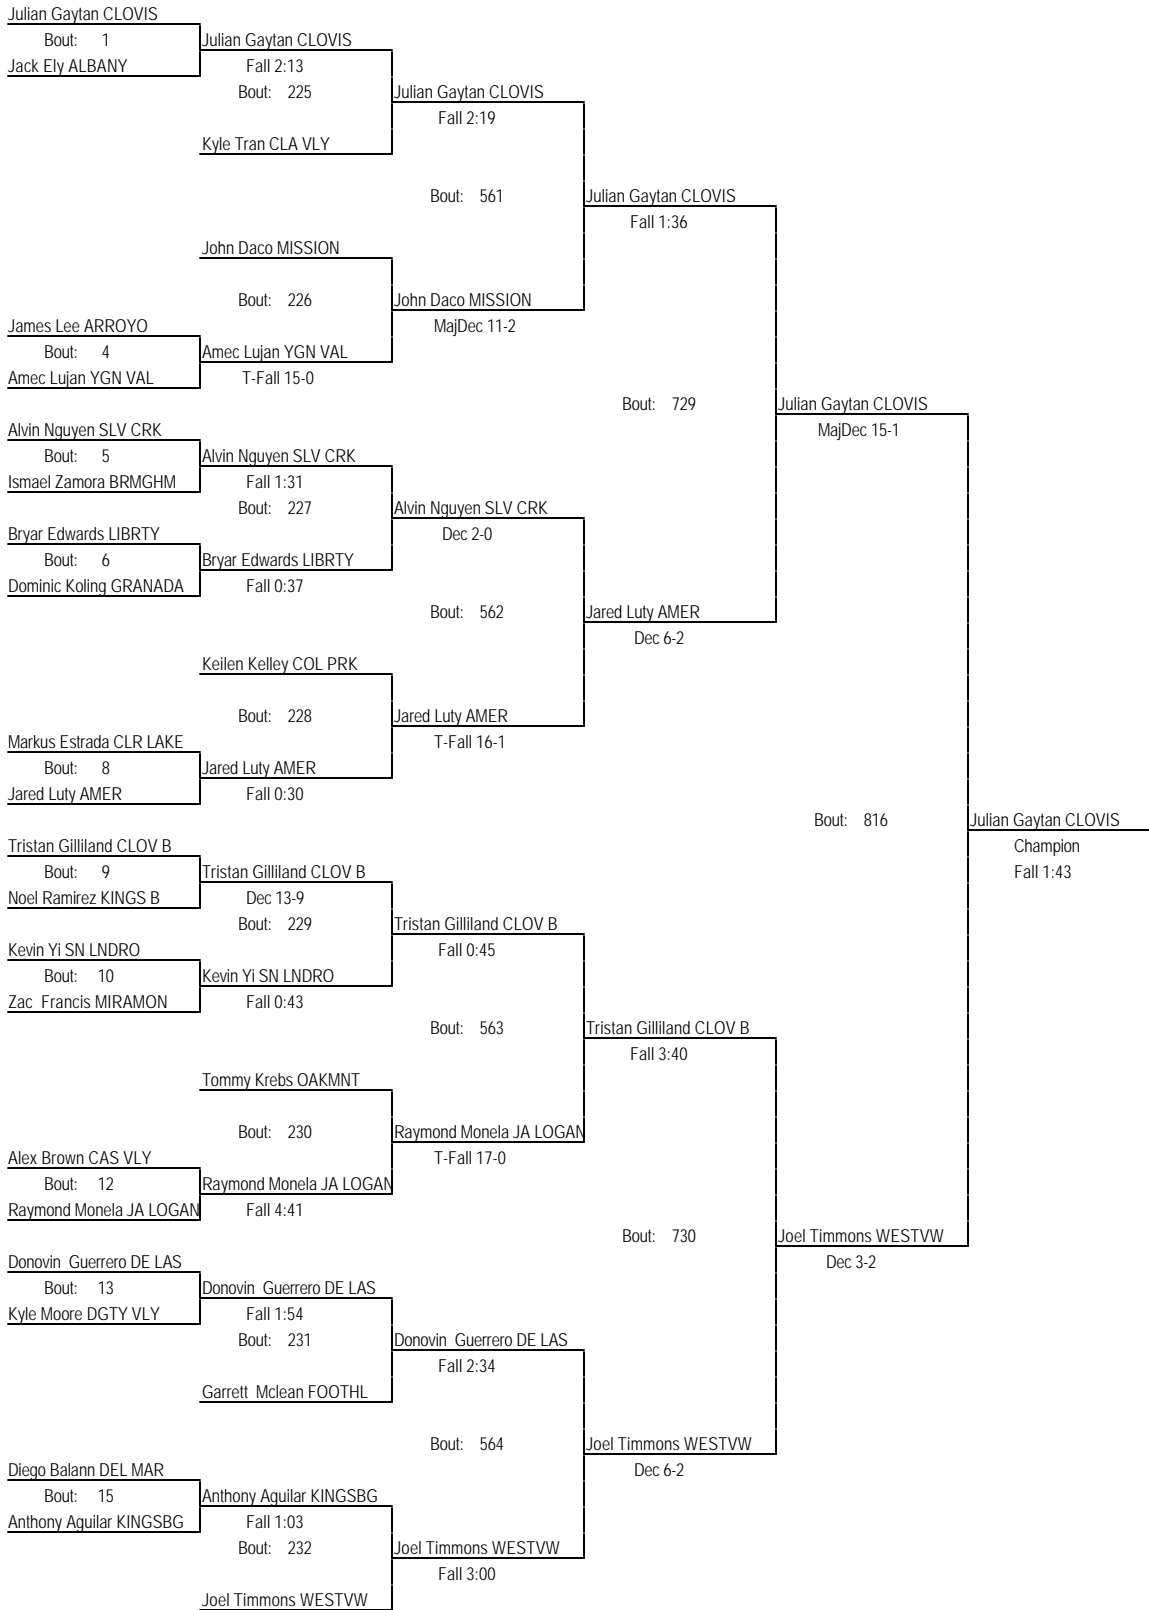 Julian Gaytan CLOVIS
Bout: 1
Julian Gaytan CLOVIS
Jack Ely ALBANY
Fall 2:13
Bout: 225
Julian Gaytan CLOVIS
Fall 2:19
Kyle Tran CLA VLY
Bout: 561
Julian Gaytan CLOVIS
Fall 1:36
John Daco MISSION
Bout: 226
John Daco MISSION
James Lee ARROYO
MajDec 11-2
Bout: 4
Amec Lujan YGN VAL
Amec Lujan YGN VAL
T-Fall 15-0
Bout: 729
Julian Gaytan CLOVIS
Alvin Nguyen SLV CRK
MajDec 15-1
Bout: 5
Alvin Nguyen SLV CRK
Ismael Zamora BRMGHM
Fall 1:31
Bout: 227
Alvin Nguyen SLV CRK
Bryar Edwards LIBRTY
Dec 2-0
Bout: 6
Bryar Edwards LIBRTY
Dominic Koling GRANADA
Fall 0:37
Bout: 562
Jared Luty AMER
Dec 6-2
Keilen Kelley COL PRK
Bout: 228
Jared Luty AMER
Markus Estrada CLR LAKE
T-Fall 16-1
Bout: 8
Jared Luty AMER
Jared Luty AMER
Fall 0:30
Bout: 816
Julian Gaytan CLOVIS
Tristan Gilliland CLOV B
Champion
Bout: 9
Tristan Gilliland CLOV B
Fall 1:43
Noel Ramirez KINGS B
Dec 13-9
Bout: 229
Tristan Gilliland CLOV B
Kevin Yi SN LNDRO
Fall 0:45
Bout: 10
Kevin Yi SN LNDRO
Zac  Francis MIRAMON
Fall 0:43
Bout: 563
Tristan Gilliland CLOV B
Fall 3:40
Tommy Krebs OAKMNT
Bout: 230
Raymond Monela JA LOGAN
Alex Brown CAS VLY
T-Fall 17-0
Bout: 12
Raymond Monela JA LOGAN
Raymond Monela JA LOGAN
Fall 4:41
Bout: 730
Joel Timmons WESTVW
Donovin  Guerrero DE LAS
Dec 3-2
Bout: 13
Donovin  Guerrero DE LAS
Kyle Moore DGTY VLY
Fall 1:54
Bout: 231
Donovin  Guerrero DE LAS
Fall 2:34
Garrett  Mclean FOOTHL
Bout: 564
Joel Timmons WESTVW
Diego Balann DEL MAR
Dec 6-2
Bout: 15
Anthony Aguilar KINGSBG
Anthony Aguilar KINGSBG
Fall 1:03
Bout: 232
Joel Timmons WESTVW
Fall 3:00
Joel Timmons WESTVW